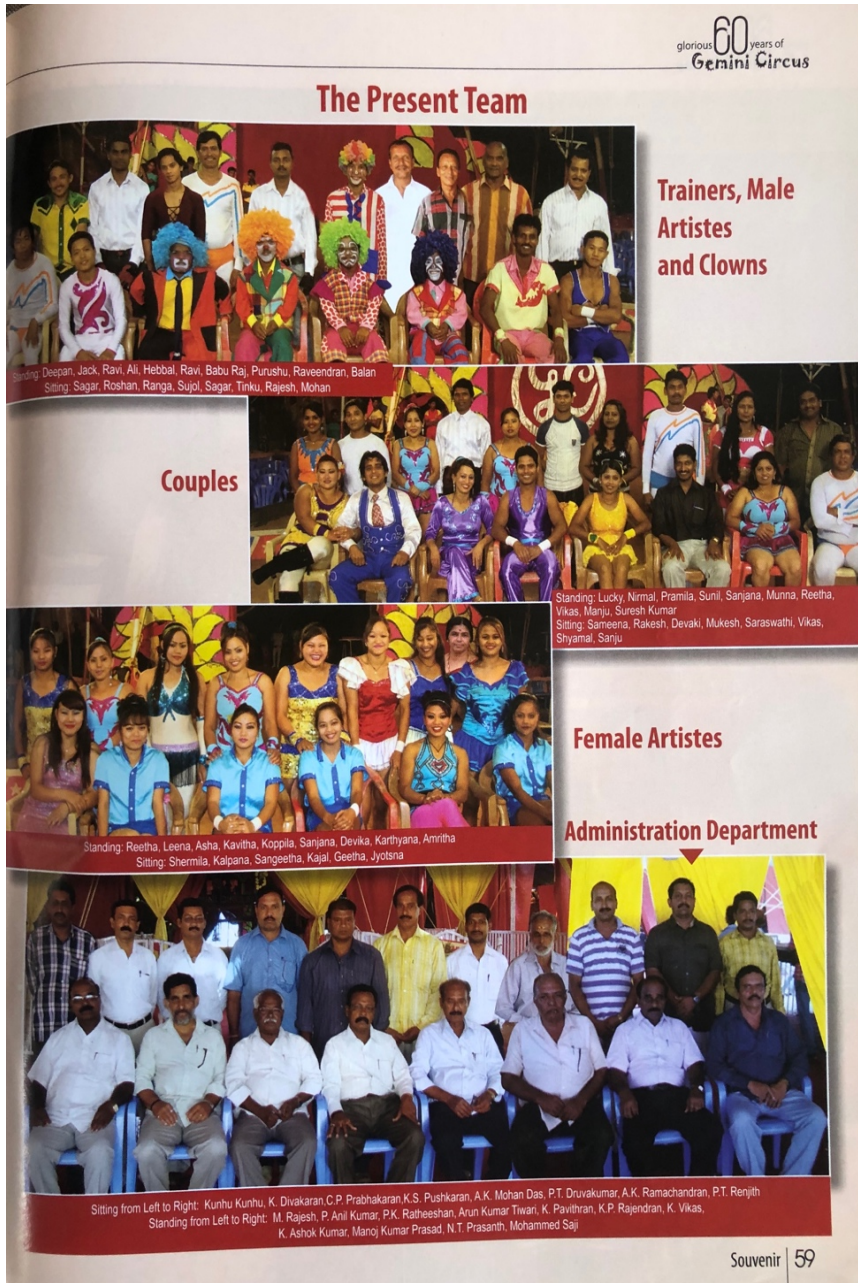 glorious 60 years of
Gemini Circus
The Present Team
Trainers, Male
Artistes
and Clowns
Standing: Deepan, Jack, Ravi, Ali, Hebbal, Ravi, Babu Raj, Purushu, Raveendran, Balan
Sitting: Sagar, Roshan, Ranga, Sujol, Sagar, Tinku, Rajesh, Mohan
Couples
Standing: Lucky, Nirmal, Pramila, Sunil, Sanjana, Munna, Reetha,
Vikas, Manju, Suresh Kumar
Sitting: Sameena, Rakesh, Devaki, Mukesh, Saraswathi, Vikas,
Shyamal, Sanju
Female Artistes
Standing: Reetha, Leena, Asha, Kavitha, Koppila, Sanjana, Devika, Karthyana, Amritha
Sitting: Shermila, Kalpana, Sangeetha, Kajal, Geetha, Jyotsna
Administration Department
Sitting from Left to Right: Kunhu Kunhu, K. Divakaran,C.P. Prabhakaran,K.S. Pushkaran, A.K. Mohan Das, P.T. Druvakumar, A.K. Ramachandran, P.T. Renjith
Standing from Left to Right: M. Rajesh, P. Anil Kumar, P.K. Ratheeshan, Arun Kumar Tiwari, K. Pavithran, K.P. Rajendran, K. Vikas,
K. Ashok Kumar, Manoj Kumar Prasad, N.T. Prasanth, Mohammed Saji
Souvenir | 59